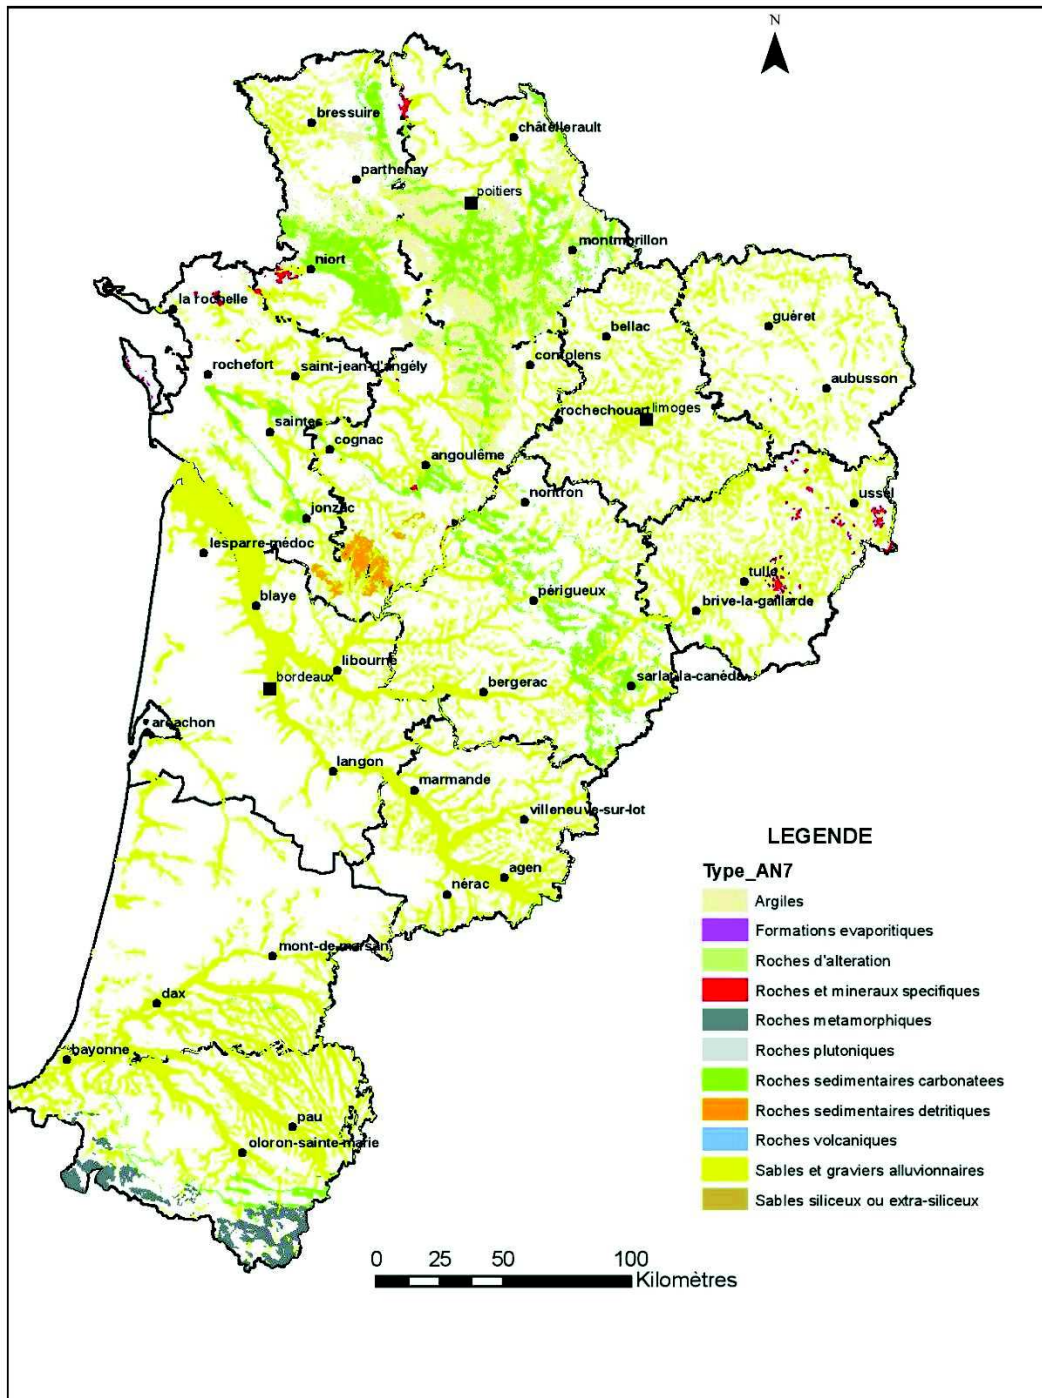 N
bressuire
châtellerault
parthenay
poitiers
montmorillon
niort
la rochelle
guéret
bellac
confolens
rochefort
saint-jean-d'angély
aubusson
rochechouart
limoges
saintes
cognac
angoulême
nontron
ussel
jonzac
lesparre-médoc
tulle
périgueux
blaye
brive-la-gaillarde
libourne
bordeaux
bergerac
sarlat-la-canéda
arcachon
langon
marmande
villeneuve-sur-lot
agen
nérac
mont-de-marsan
dax
bayonne
pau
oloron-sainte-marie
LEGENDE
Type_AN7
Argiles
Formations evaporitiques
Roches d'alteration
Roches et mineraux specifiques
Roches metamorphiques
Roches plutoniques
Roches sedimentaires carbonatees
Roches sedimentaires detritiques
Roches volcaniques
Sables et graviers alluvionnaires
Sables siliceux ou extra-siliceux
0 25 50 100
Kilomètres